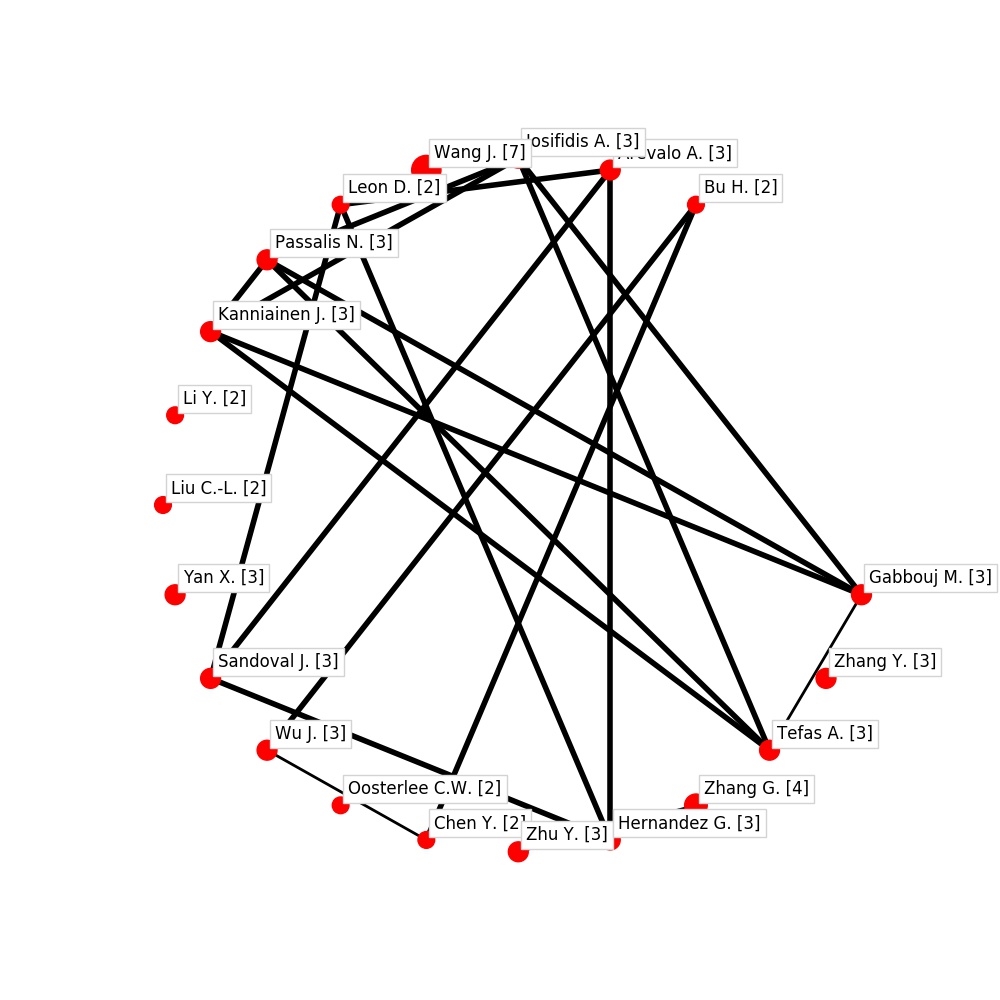 Iosifidis A. [3]
Wang J. [7]
Arevalo A. [3]
Leon D. [2]
Bu H. [2]
Passalis N. [3]
Kanniainen J. [3]
Li Y. [2]
Liu C.-L. [2]
Yan X. [3]
Gabbouj M. [3]
Sandoval J. [3]
Zhang Y. [3]
Wu J. [3]
Tefas A. [3]
Oosterlee C.W. [2]
Zhang G. [4]
Chen Y. [2]
Zhu Y. [3]
Hernandez G. [3]